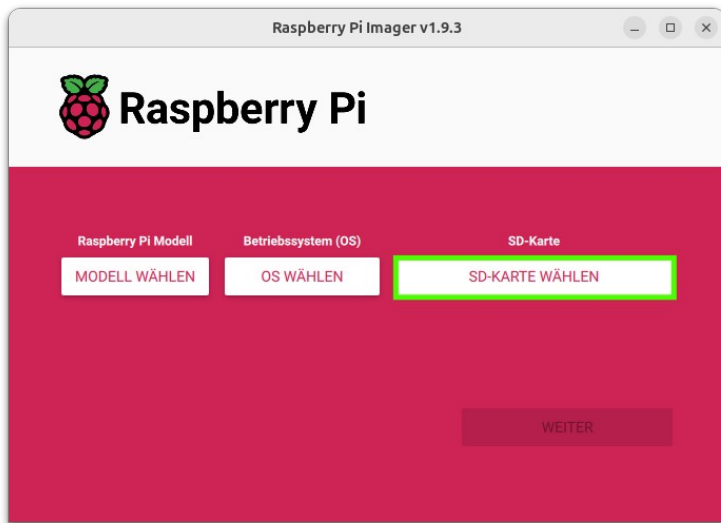 Raspberry Pi Imager v1.9.3
Raspberry Pi
Raspberry Pi Modell
Betriebssystem (OS)
SD-Karte
MODELL WÄHLEN
OS WÄHLEN
SD-KARTE WÄHLEN
WEITER